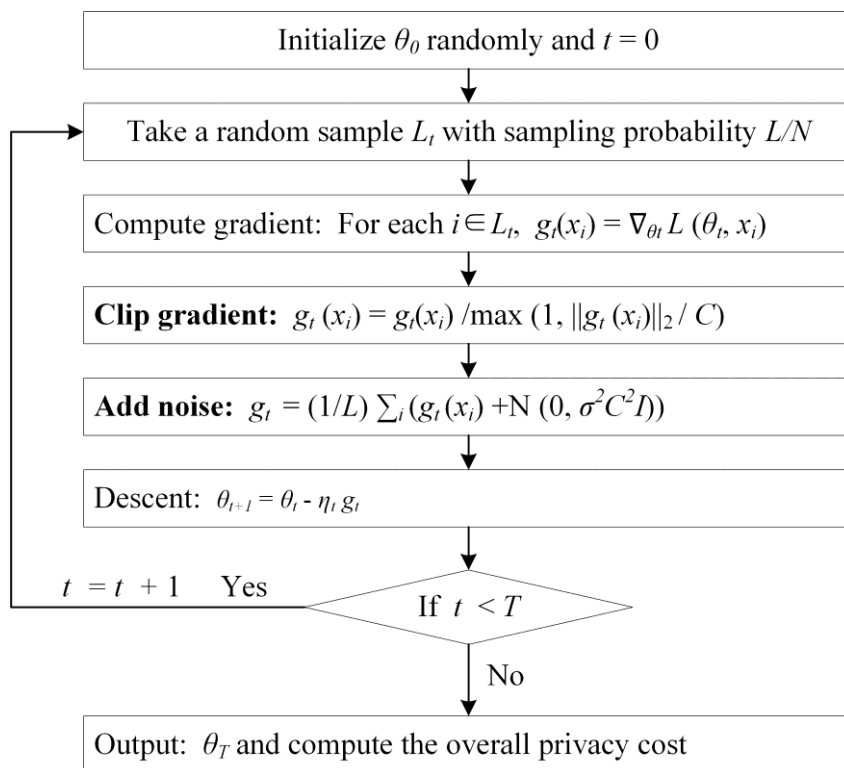 Initialize θ₀ randomly and t = 0
Take a random sample Lₜ with sampling probability L/N
Compute gradient: For each i∈Lₜ, gₜ(xᵢ) = ∇θₜ L (θₜ, xᵢ)
Clip gradient: gₜ (xᵢ) = gₜ(xᵢ) /max (1, ||gₜ (xᵢ)||₂ / C)
Add noise: gₜ = (1/L) ∑ᵢ (gₜ (xᵢ) +N (0, σ²C²I))
Descent: θₜ₊₁ = θₜ - ηₜ gₜ
t = t + 1 Yes
If t < T
No
Output: θ_T and compute the overall privacy cost